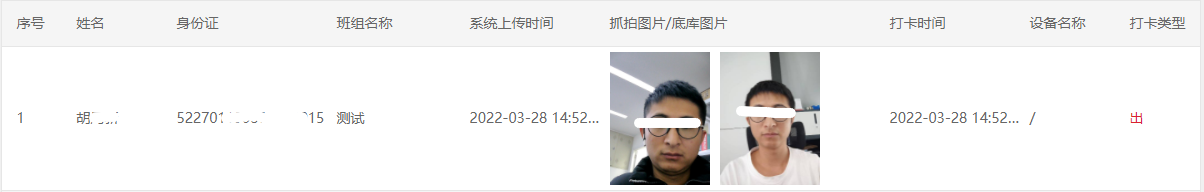 序号 姓名 身份证 班组名称 系统上传时间 抓拍图片/底库图片 打卡时间 设备名称 打卡类型
1 胡 522701 015 测试 2022-03-28 14:52... 2022-03-28 14:52... / 出